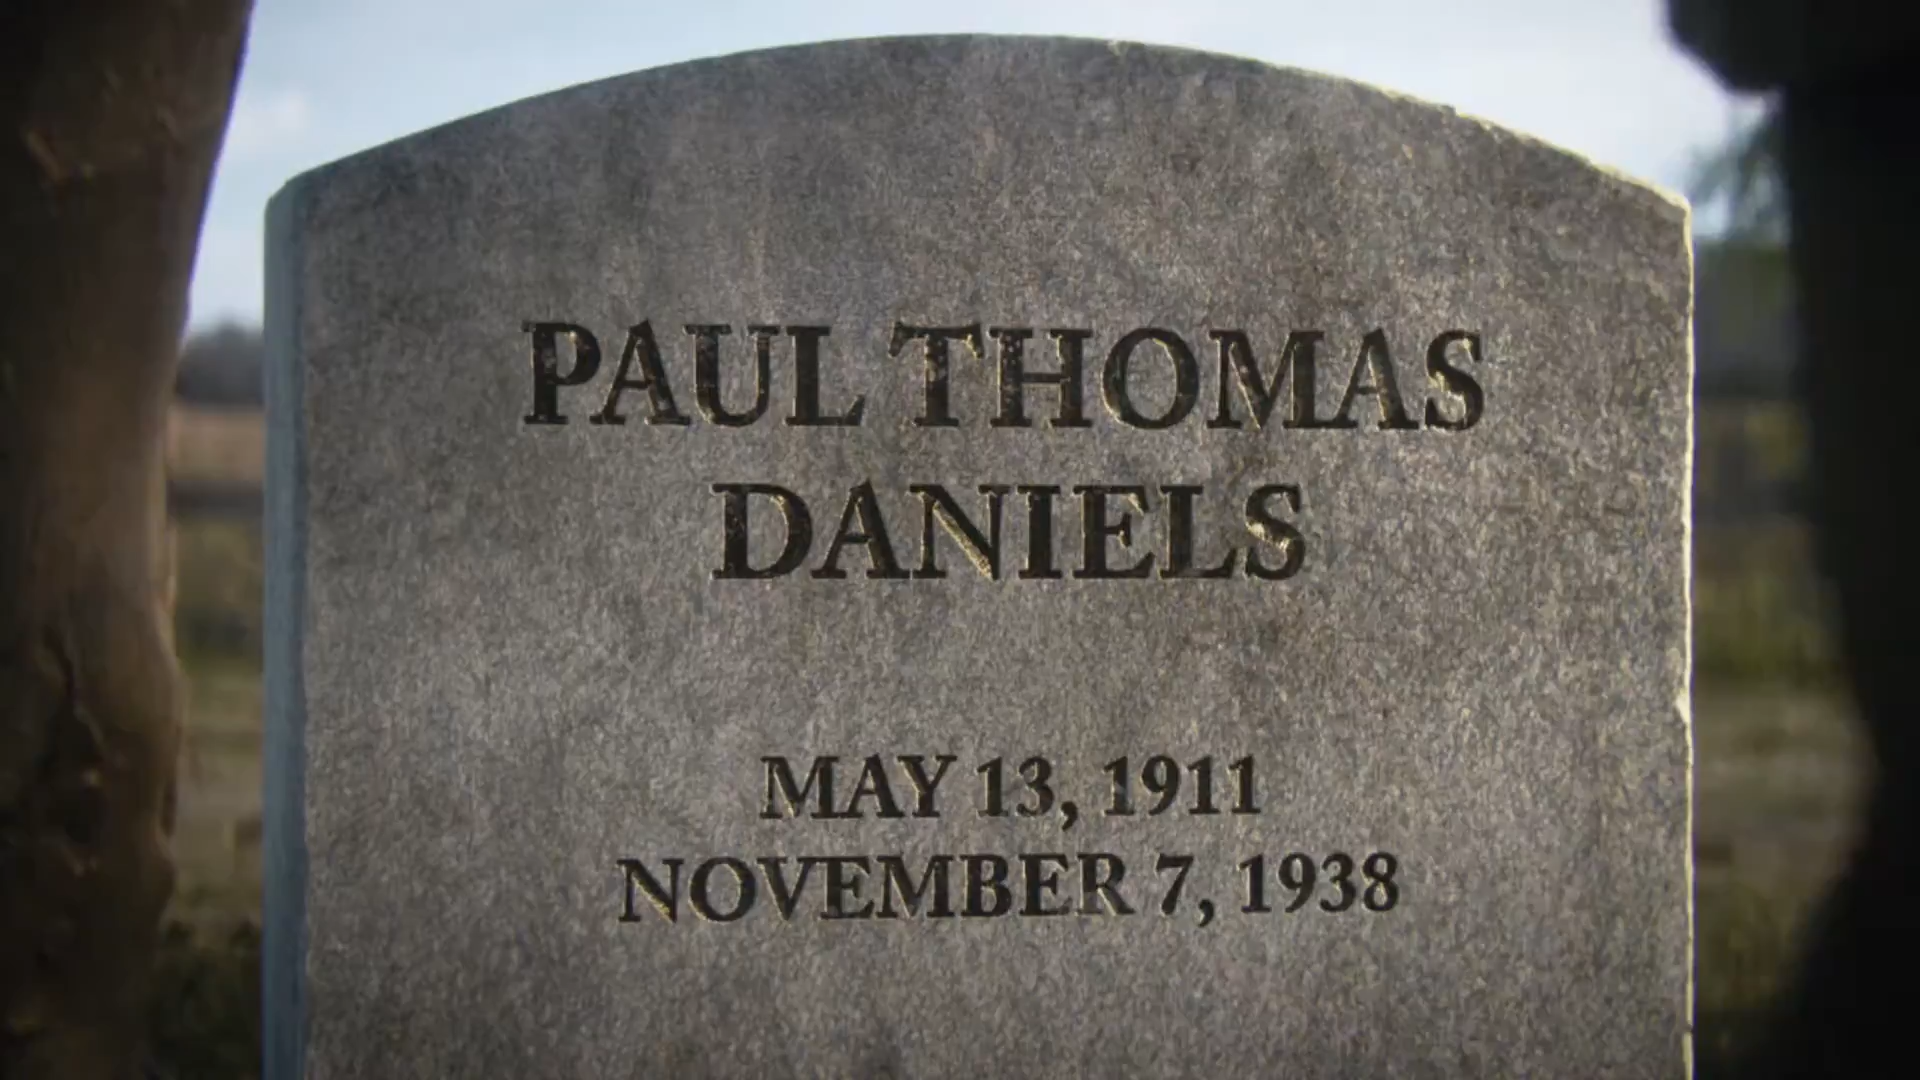 PAUL THOMAS
DANIELS
MAY 13, 1911
NOVEMBER 7, 1938